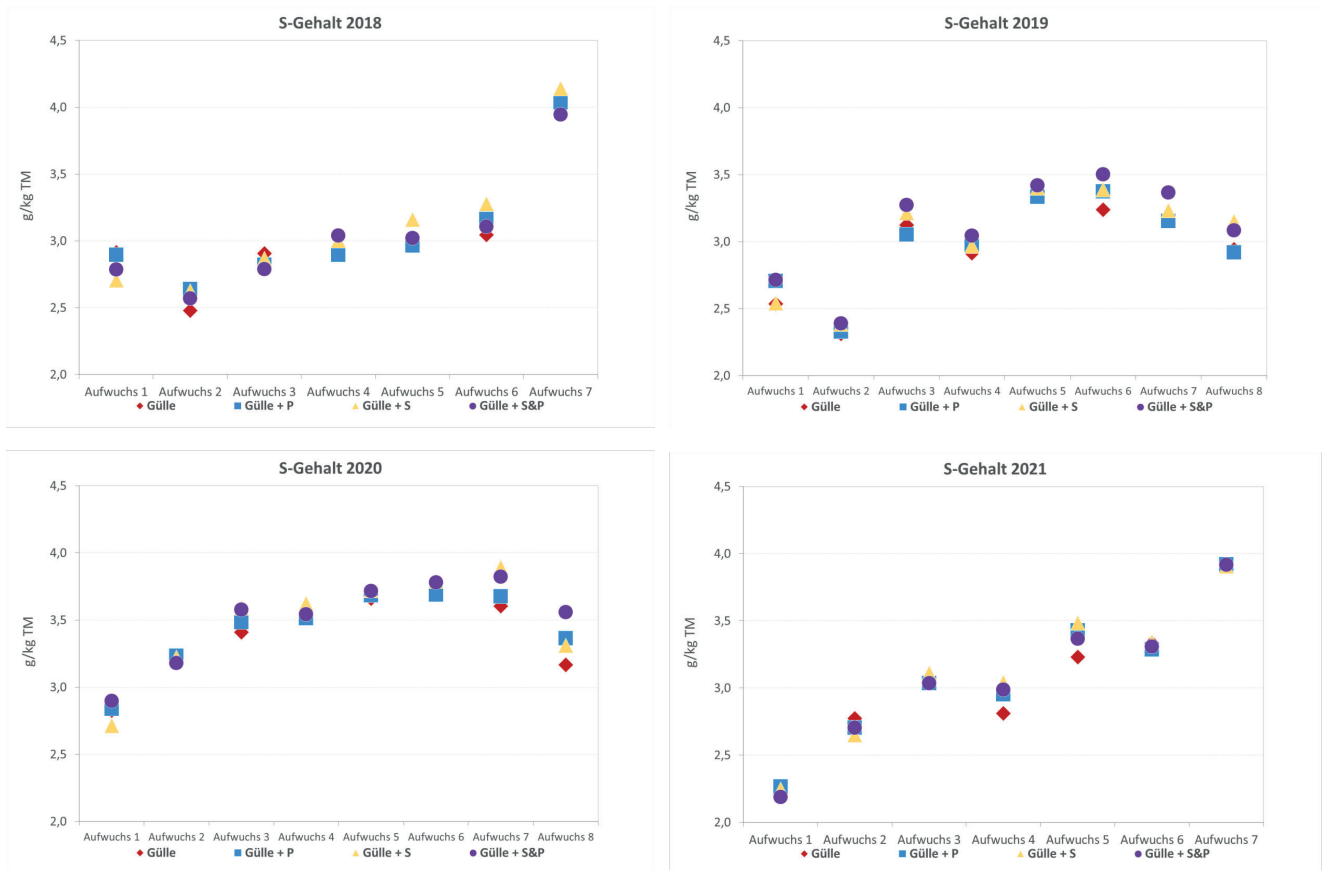 S-Gehalt 2018
4,5
4,0
3,5
3,0
2,5
2,0
g/kg TM
Aufwuchs 1 Aufwuchs 2 Aufwuchs 3 Aufwuchs 4 Aufwuchs 5 Aufwuchs 6 Aufwuchs 7
Gülle Gülle + P Gülle + S Gülle + S&P
S-Gehalt 2019
4,5
4,0
3,5
3,0
2,5
2,0
g/kg TM
Aufwuchs 1 Aufwuchs 2 Aufwuchs 3 Aufwuchs 4 Aufwuchs 5 Aufwuchs 6 Aufwuchs 7 Aufwuchs 8
Gülle Gülle + P Gülle + S Gülle + S&P
S-Gehalt 2020
4,5
4,0
3,5
3,0
2,5
2,0
g/kg TM
Aufwuchs 1 Aufwuchs 2 Aufwuchs 3 Aufwuchs 4 Aufwuchs 5 Aufwuchs 6 Aufwuchs 7 Aufwuchs 8
Gülle Gülle + P Gülle + S Gülle + S&P
S-Gehalt 2021
4,5
4,0
3,5
3,0
2,5
2,0
g/kg TM
Aufwuchs 1 Aufwuchs 2 Aufwuchs 3 Aufwuchs 4 Aufwuchs 5 Aufwuchs 6 Aufwuchs 7
Gülle Gülle + P Gülle + S Gülle + S&P